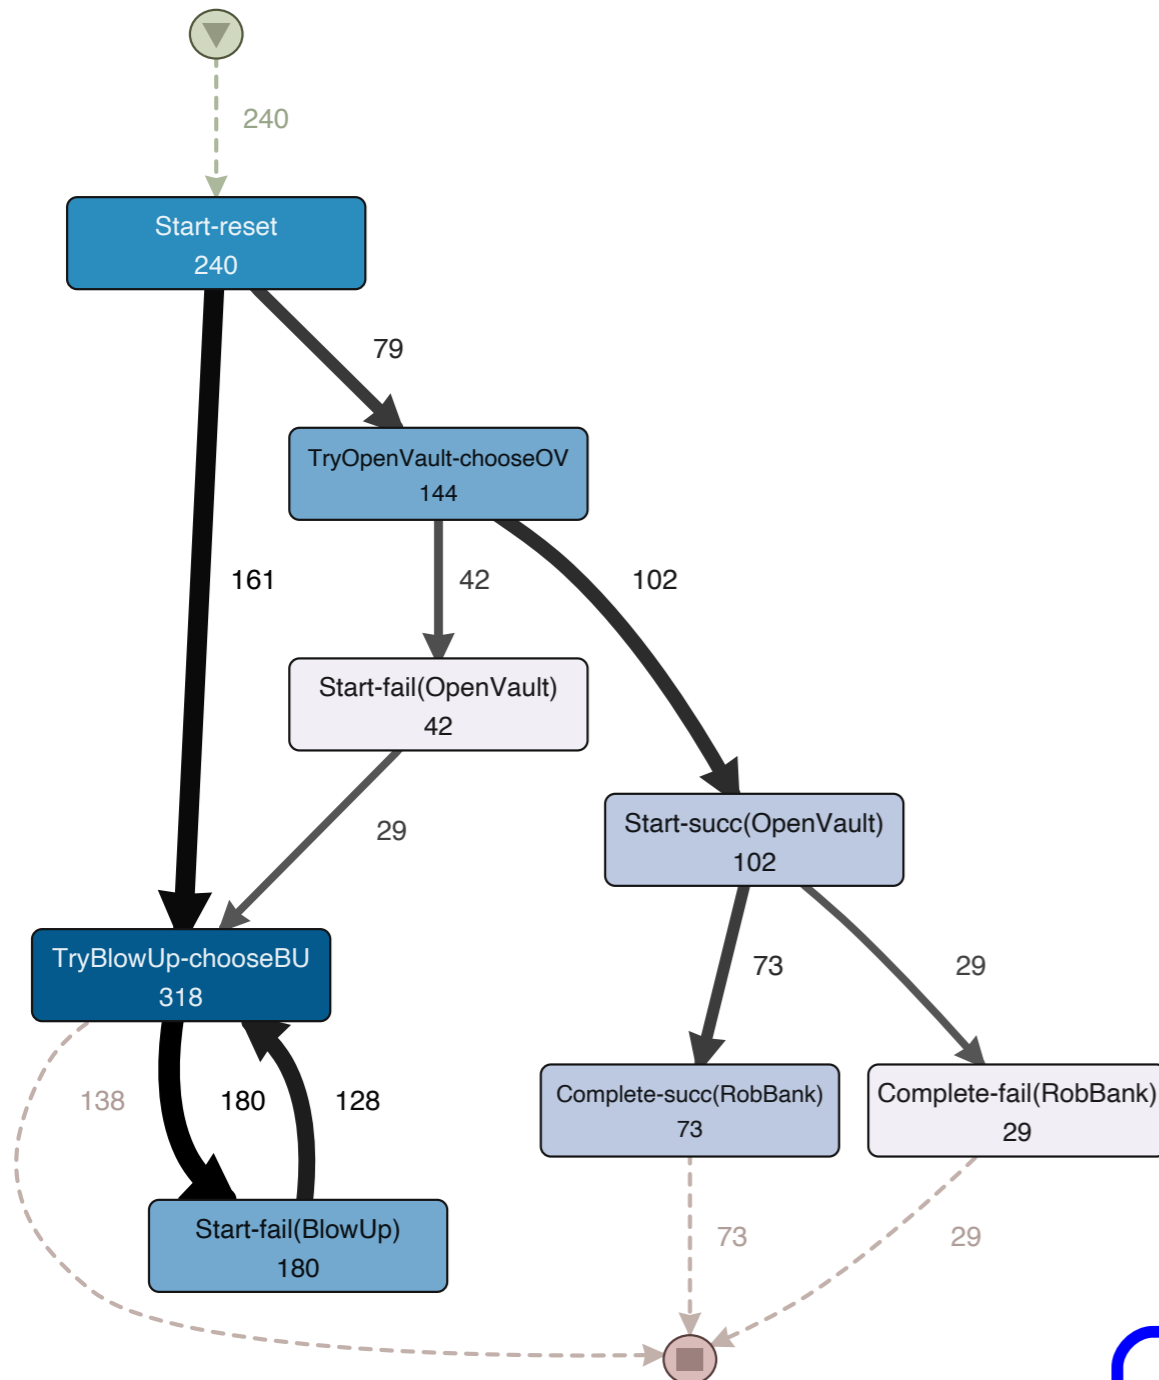 240
Start-reset
240
79
TryOpenVault-chooseOV
144
161
42
102
Start-fail(OpenVault)
42
29
Start-succ(OpenVault)
102
TryBlowUp-chooseBU
318
73
29
138
180
128
Complete-succ(RobBank)
73
Complete-fail(RobBank)
29
Start-fail(BlowUp)
180
73
29